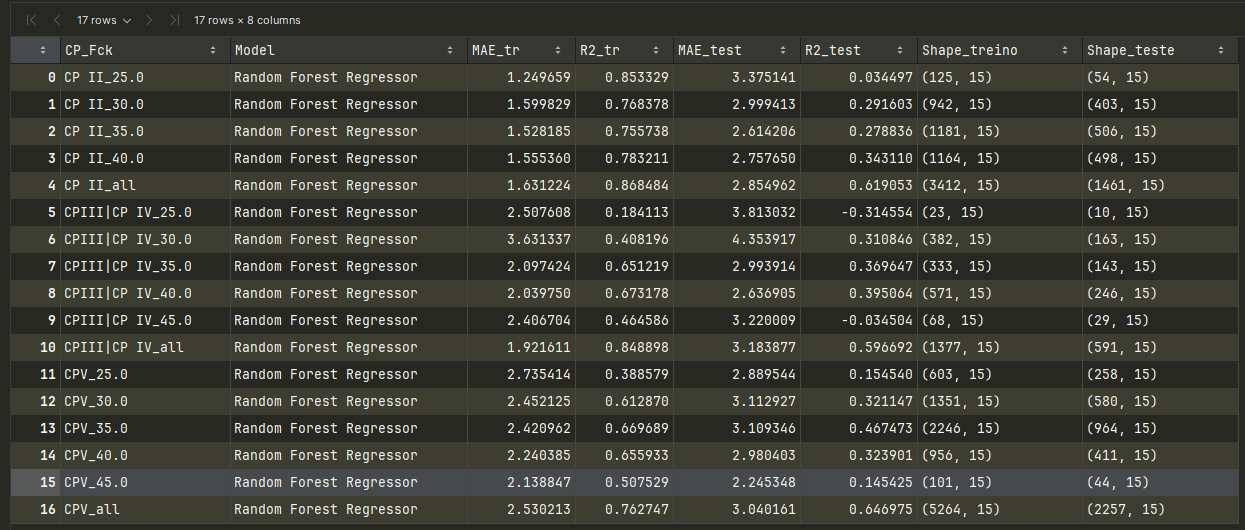 17 rows 17 rows × 8 columns
CP_Fck Model MAE_tr R2_tr MAE_test R2_test Shape_treino Shape_teste
0 CP II_25.0 Random Forest Regressor 1.249659 0.853329 3.375141 0.034497 (125, 15) (54, 15)
1 CP II_30.0 Random Forest Regressor 1.599829 0.768378 2.999413 0.291603 (942, 15) (403, 15)
2 CP II_35.0 Random Forest Regressor 1.528185 0.755738 2.614206 0.278836 (1181, 15) (506, 15)
3 CP II_40.0 Random Forest Regressor 1.555360 0.783211 2.757650 0.343110 (1164, 15) (498, 15)
4 CP II_all Random Forest Regressor 1.631224 0.868484 2.854962 0.619053 (3412, 15) (1461, 15)
5 CPIII|CP IV_25.0 Random Forest Regressor 2.507608 0.184113 3.813032 -0.314554 (23, 15) (10, 15)
6 CPIII|CP IV_30.0 Random Forest Regressor 3.631337 0.408196 4.353917 0.310846 (382, 15) (163, 15)
7 CPIII|CP IV_35.0 Random Forest Regressor 2.097424 0.651219 2.993914 0.369647 (333, 15) (143, 15)
8 CPIII|CP IV_40.0 Random Forest Regressor 2.039750 0.673178 2.636905 0.395064 (571, 15) (246, 15)
9 CPIII|CP IV_45.0 Random Forest Regressor 2.406704 0.464586 3.220009 -0.034504 (68, 15) (29, 15)
10 CPIII|CP IV_all Random Forest Regressor 1.921611 0.848898 3.183877 0.596692 (1377, 15) (591, 15)
11 CPV_25.0 Random Forest Regressor 2.735414 0.388579 2.889544 0.154540 (603, 15) (258, 15)
12 CPV_30.0 Random Forest Regressor 2.452125 0.612870 3.112927 0.321147 (1351, 15) (580, 15)
13 CPV_35.0 Random Forest Regressor 2.420962 0.669689 3.109346 0.467473 (2246, 15) (964, 15)
14 CPV_40.0 Random Forest Regressor 2.240385 0.655933 2.980403 0.323901 (956, 15) (411, 15)
15 CPV_45.0 Random Forest Regressor 2.138847 0.507529 2.245348 0.145425 (101, 15) (44, 15)
16 CPV_all Random Forest Regressor 2.530213 0.762747 3.040161 0.646975 (5264, 15) (2257, 15)